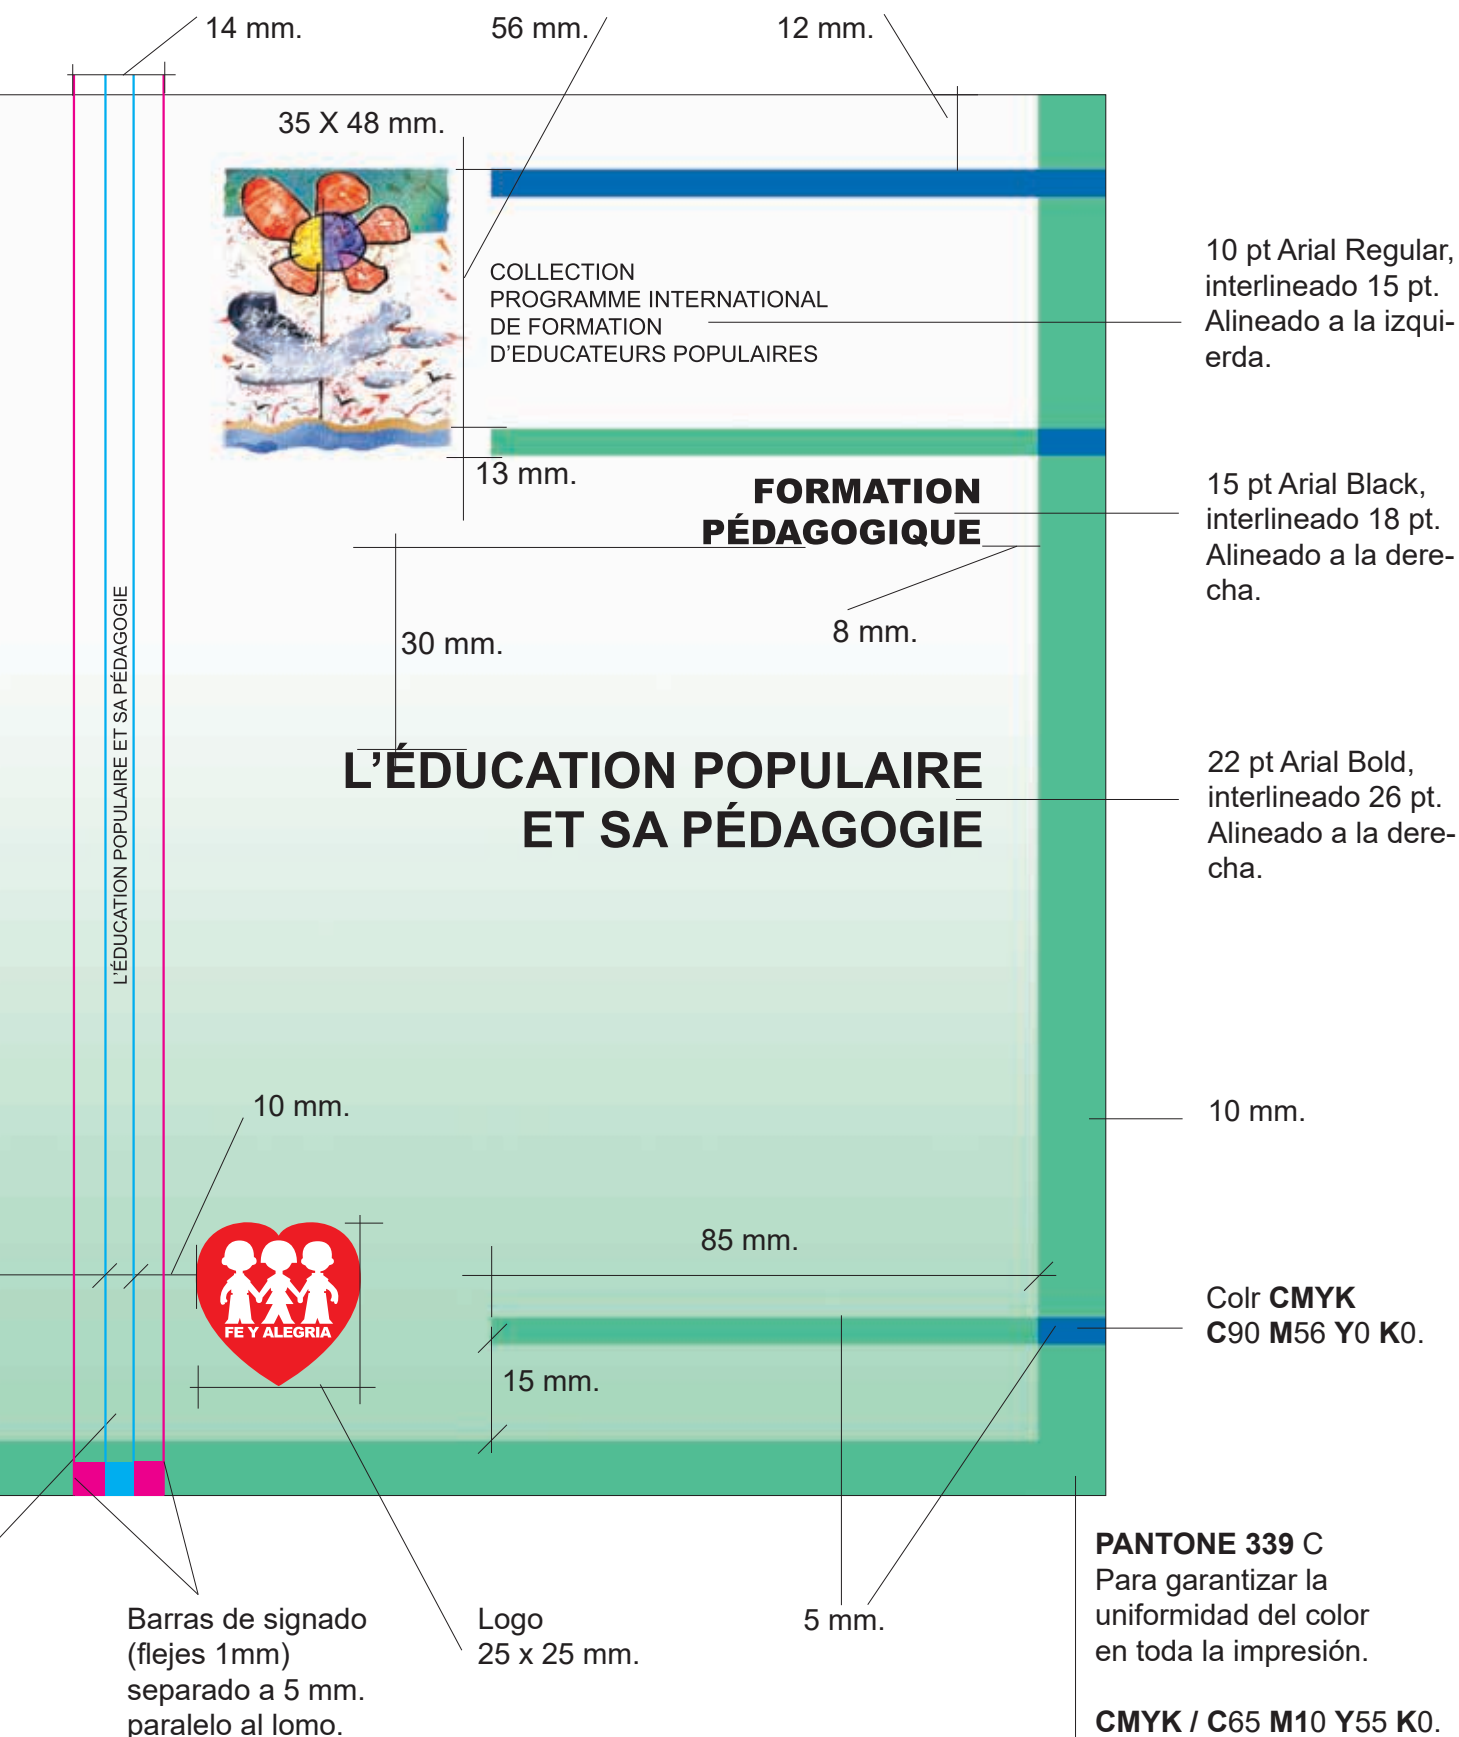 14 mm.
56 mm.
12 mm.
35 X 48 mm.
COLLECTION
PROGRAMME INTERNATIONAL
DE FORMATION
D'EDUCATEURS POPULAIRES
10 pt Arial Regular,
interlineado 15 pt.
Alineado a la izqui-
erda.
13 mm.
FORMATION
PÉDAGOGIQUE
15 pt Arial Black,
interlineado 18 pt.
Alineado a la dere-
cha.
30 mm.
8 mm.
L'ÉDUCATION POPULAIRE ET SA PÉDAGOGIE
L’ÉDUCATION POPULAIRE
ET SA PÉDAGOGIE
22 pt Arial Bold,
interlineado 26 pt.
Alineado a la dere-
cha.
10 mm.
10 mm.
85 mm.
FE Y ALEGRIA
Colr CMYK
C90 M56 Y0 K0.
15 mm.
Barras de signado
(flejes 1mm)
separado a 5 mm.
paralelo al lomo.
Logo
25 x 25 mm.
5 mm.
PANTONE 339 C
Para garantizar la
uniformidad del color
en toda la impresión.
CMYK / C65 M10 Y55 K0.